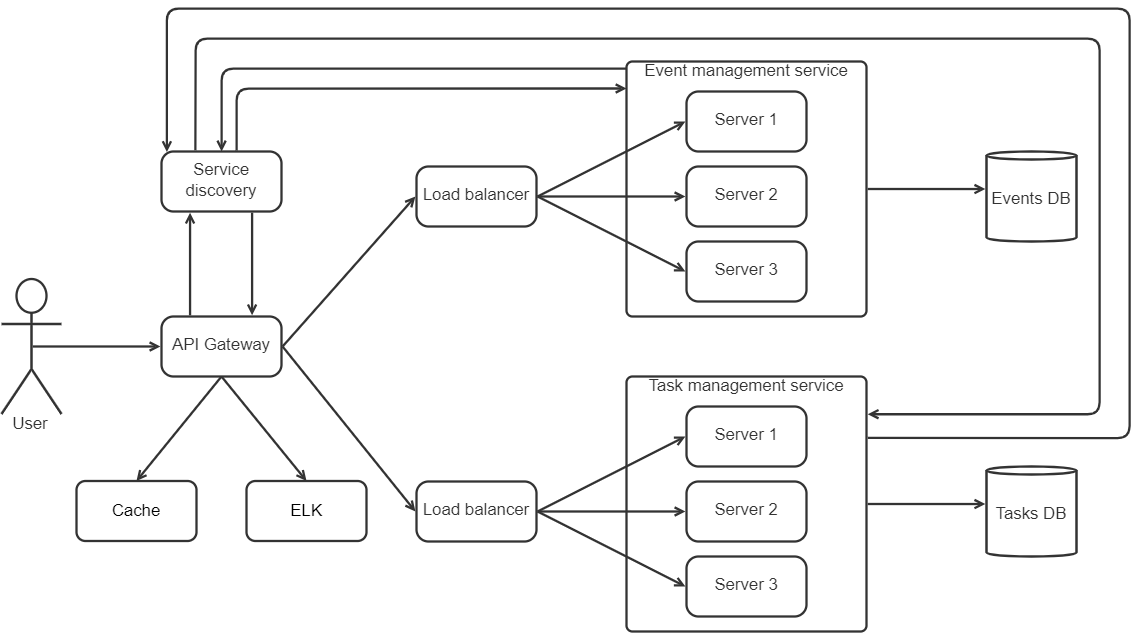 Event management service
Server 1
Service
discovery
Load balancer
Server 2
Events DB
Server 3
API Gateway
User
Task management service
Server 1
Cache
ELK
Load balancer
Server 2
Tasks DB
Server 3